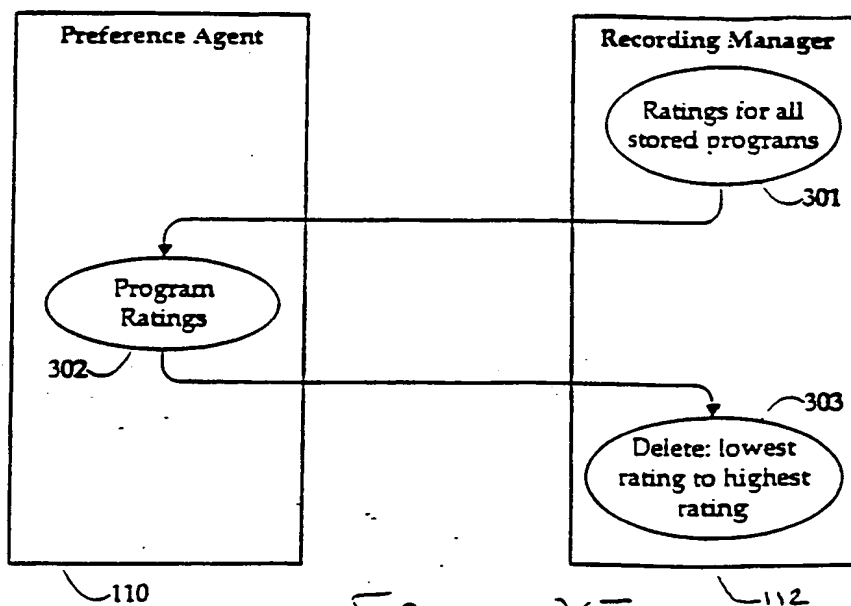 Preference Agent
Recording Manager
Ratings for all
stored programs
301
Program
Ratings
302
303
Delete: lowest
rating to highest
rating
110
112